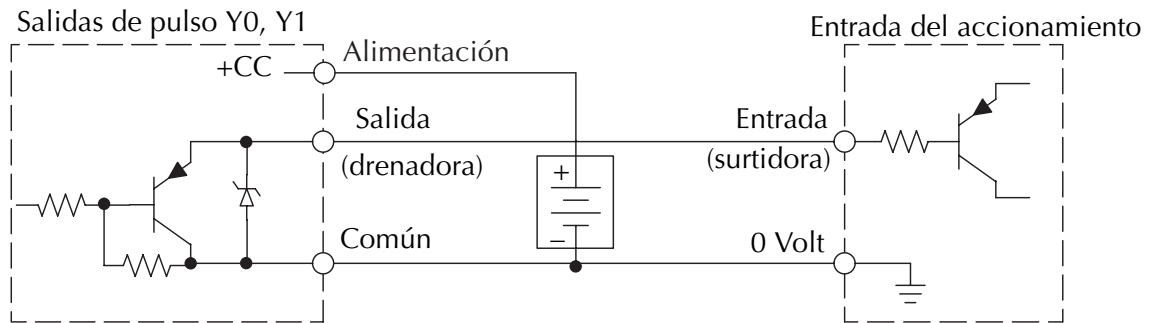 Salidas de pulso Y0, Y1
Entrada del accionamiento
+CC
Alimentación
Salida
(drenadora)
Entrada
(surtidora)
+
–
Común
0 Volt